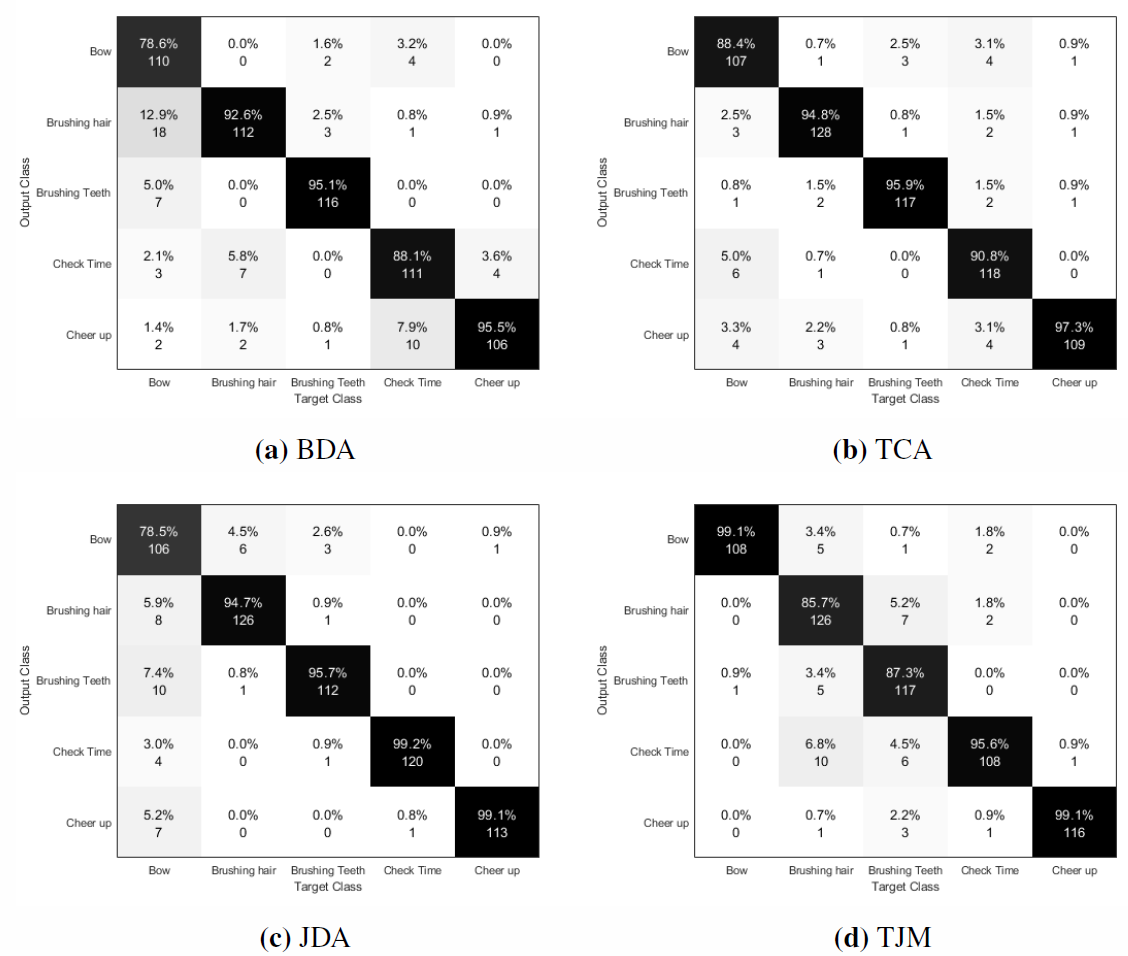 Output Class
Bow
78.6% 0.0% 1.6% 3.2% 0.0%
110 0 2 4 0
Brushing hair
12.9% 92.6% 2.5% 0.8% 0.9%
18 112 3 1 1
Brushing Teeth
5.0% 0.0% 95.1% 0.0% 0.0%
7 0 116 0 0
Check Time
2.1% 5.8% 0.0% 88.1% 3.6%
3 7 0 111 4
Cheer up
1.4% 1.7% 0.8% 7.9% 95.5%
2 2 1 10 106
Bow Brushing hair Brushing Teeth Check Time Cheer up
Target Class
(a) BDA
Output Class
Bow
88.4% 0.7% 2.5% 3.1% 0.9%
107 1 3 4 1
Brushing hair
2.5% 94.8% 0.8% 1.5% 0.9%
3 128 1 2 1
Brushing Teeth
0.8% 1.5% 95.9% 1.5% 0.9%
1 2 117 2 1
Check Time
5.0% 0.7% 0.0% 90.8% 0.0%
6 1 0 118 0
Cheer up
3.3% 2.2% 0.8% 3.1% 97.3%
4 3 1 4 109
Bow Brushing hair Brushing Teeth Check Time Cheer up
Target Class
(b) TCA
Output Class
Bow
78.5% 4.5% 2.6% 0.0% 0.9%
106 6 3 0 1
Brushing hair
5.9% 94.7% 0.9% 0.0% 0.0%
8 126 1 0 0
Brushing Teeth
7.4% 0.8% 95.7% 0.0% 0.0%
10 1 112 0 0
Check Time
3.0% 0.0% 0.9% 99.2% 0.0%
4 0 1 120 0
Cheer up
5.2% 0.0% 0.0% 0.8% 99.1%
7 0 0 1 113
Bow Brushing hair Brushing Teeth Check Time Cheer up
Target Class
(c) JDA
Output Class
Bow
99.1% 3.4% 0.7% 1.8% 0.0%
108 5 1 2 0
Brushing hair
0.0% 85.7% 5.2% 1.8% 0.0%
0 126 7 2 0
Brushing Teeth
0.9% 3.4% 87.3% 0.0% 0.0%
1 5 117 0 0
Check Time
0.0% 6.8% 4.5% 95.6% 0.9%
0 10 6 108 1
Cheer up
0.0% 0.7% 2.2% 0.9% 99.1%
0 1 3 1 116
Bow Brushing hair Brushing Teeth Check Time Cheer up
Target Class
(d) TJM